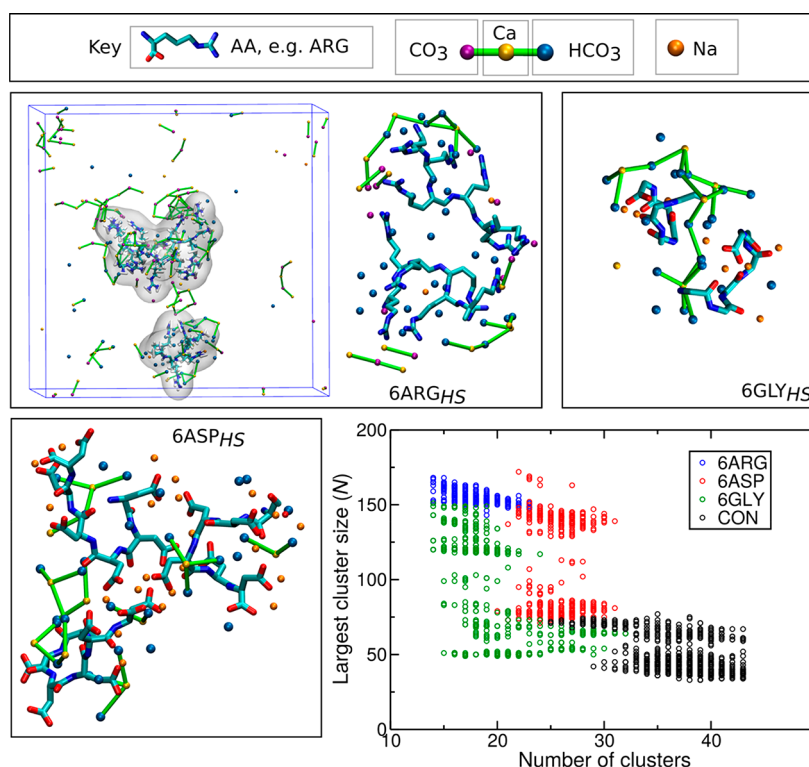 Key
AA, e.g. ARG
CO3
Ca
HCO3
Na
6ARGHS
6GLYHS
6ASPHS
200
150
100
50
0
Largest cluster size (N)
6ARG
6ASP
6GLY
CON
10 20 30 40
Number of clusters